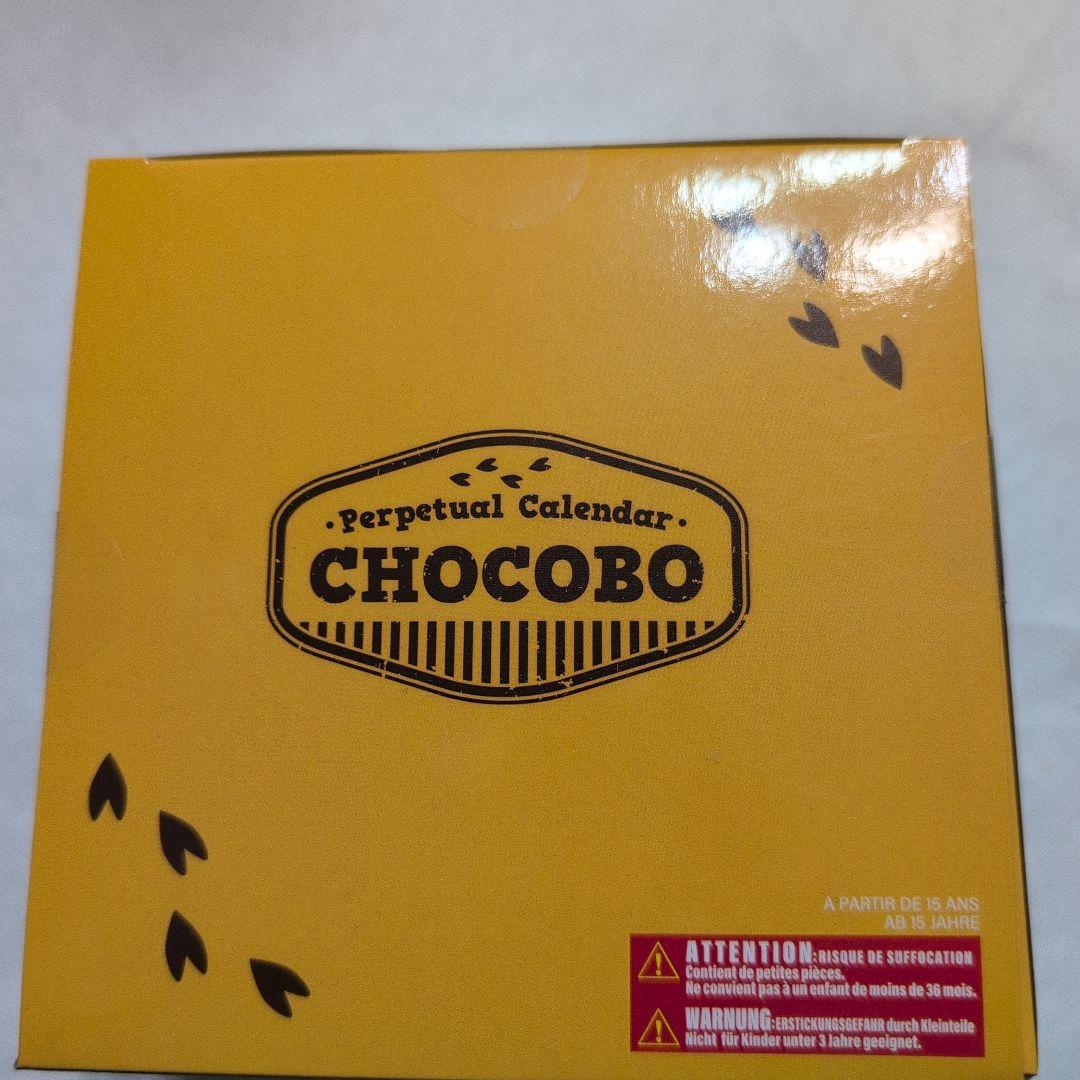 ·Perpetual Calendar·
CHOCOBO
A PARTIR DE 15 ANS
AB 15 JAHRE
ATTENTION:RISQUE DE SUFFOCATION
Contient de petites pièces.
Ne convient pas à un enfant de moins de 36 mois.
WARNUNG:ERSTICKUNGSGEFAHR durch Kleinteile
Nicht für Kinder unter 3 Jahre geeignet.